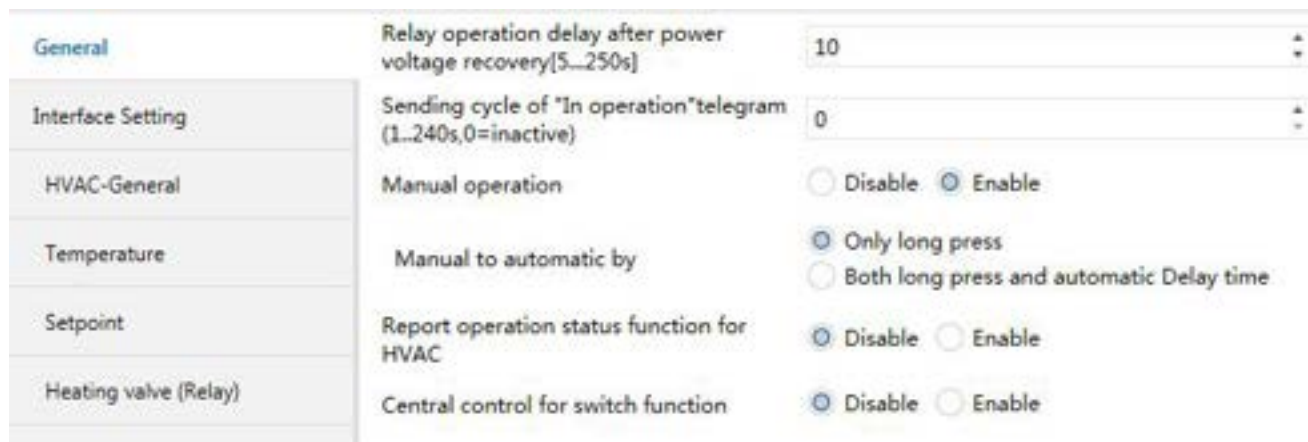 General
Interface Setting
HVAC-General
Temperature
Setpoint
Heating valve (Relay)
Relay operation delay after power
voltage recovery[5...250s]
10
Sending cycle of "In operation"telegram
(1..240s,0=inactive)
0
Manual operation
Disable Enable
Manual to automatic by
Only long press
Both long press and automatic Delay time
Report operation status function for
HVAC
Disable Enable
Central control for switch function
Disable Enable